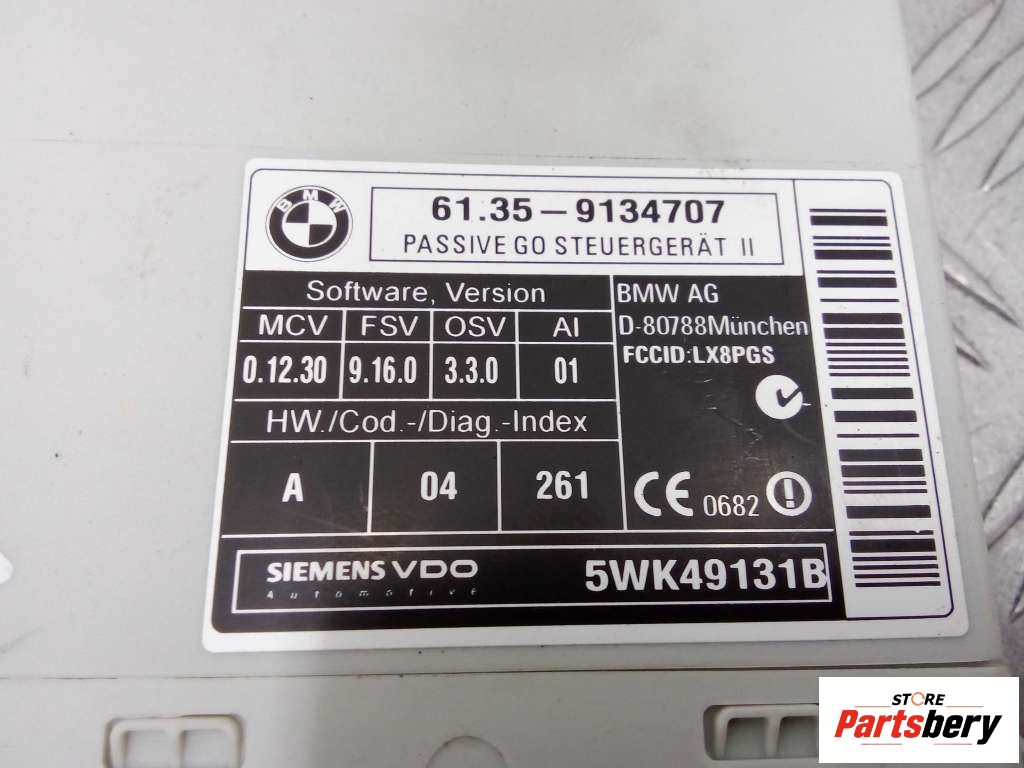 BMW
61.35-9134707
PASSIVE GO STEUERGERÄT II
Software, Version
MCV FSV OSV AI
0.12.30 9.16.0 3.3.0 01
HW./Cod.-/Diag.-Index
A 04 261
BMW AG
D-80788München
FCCID:LX8PGS
CE 0682
SIEMENS VDO
Automotive
5WK49131B
STORE
Partsbery